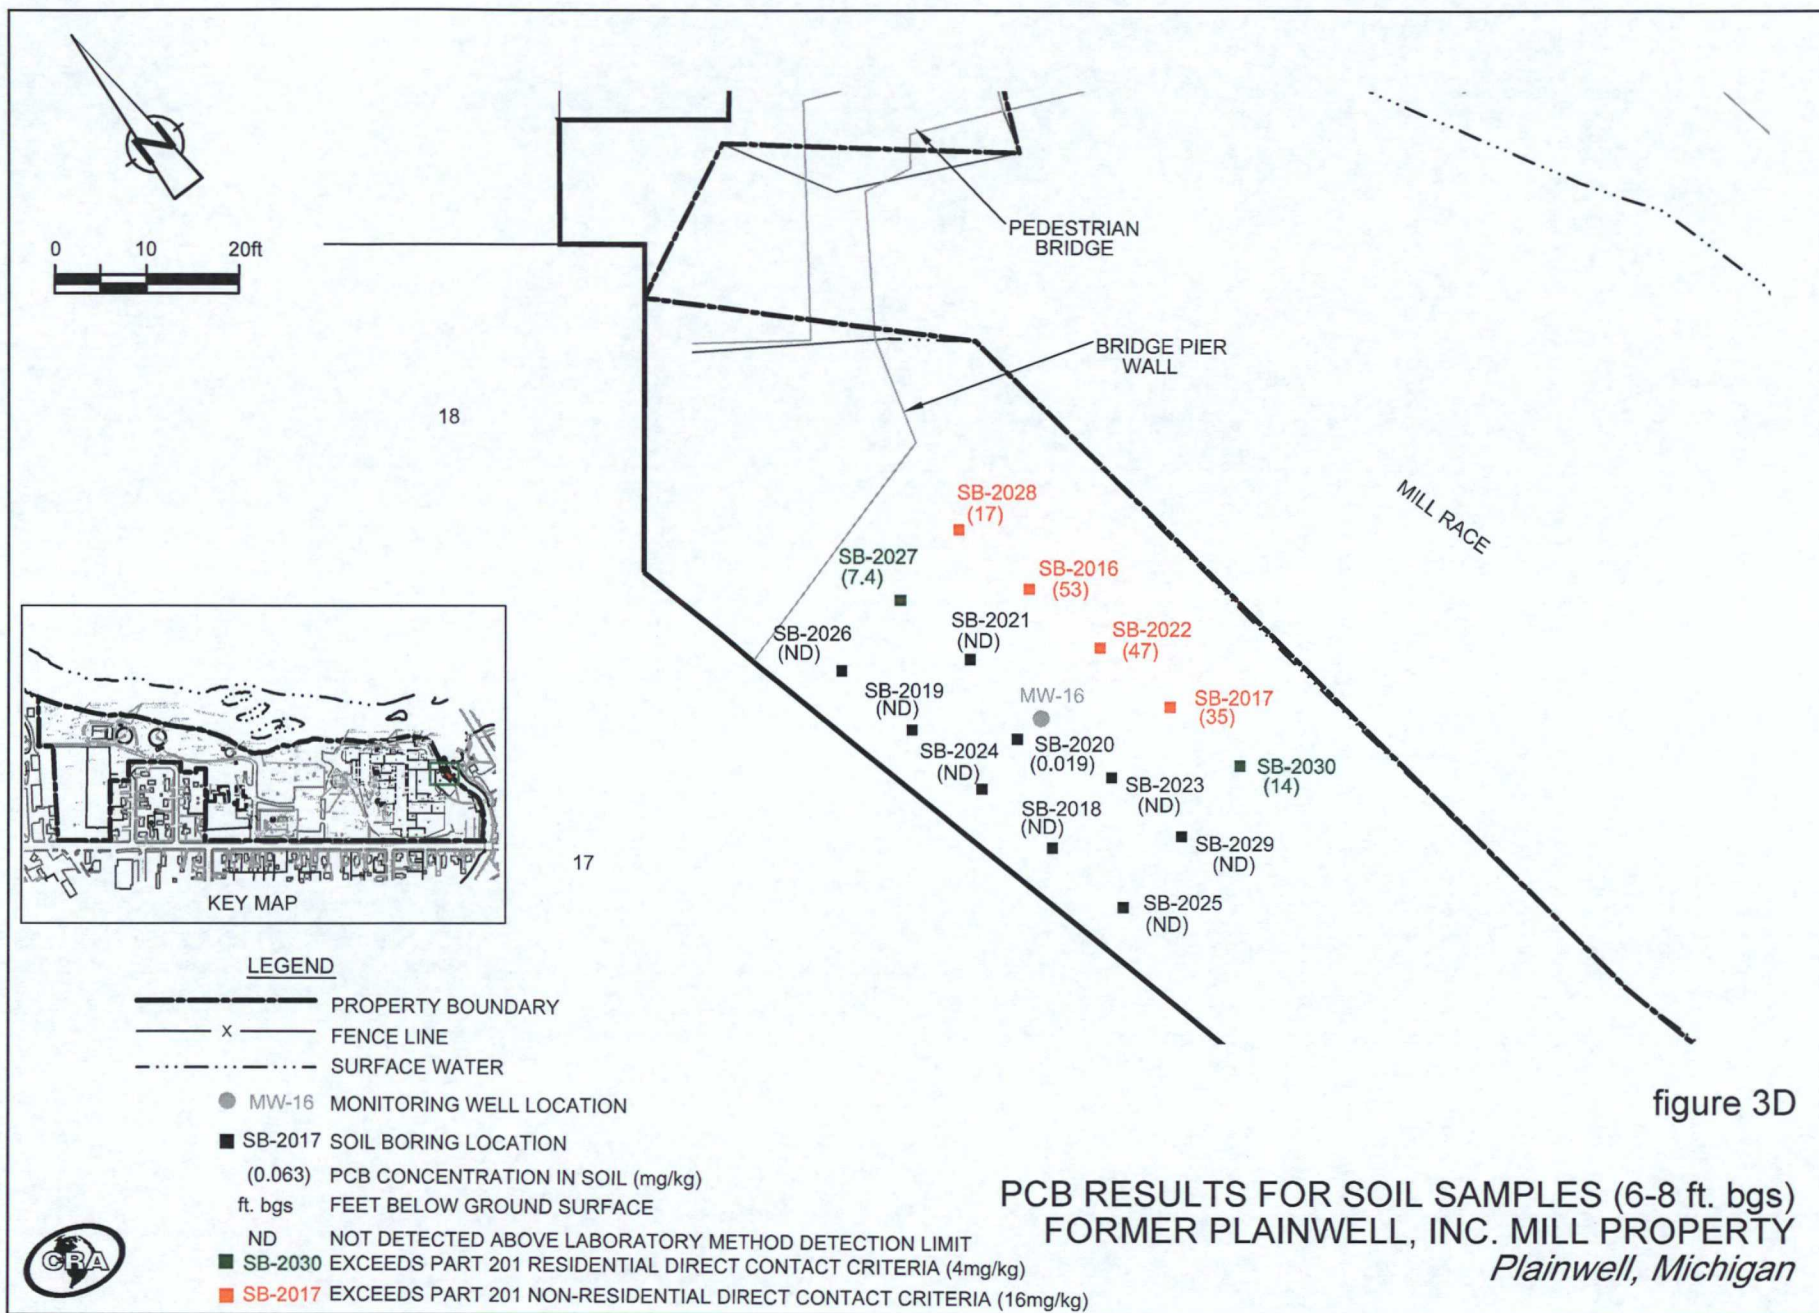 N
0 10 20ft
PEDESTRIAN
BRIDGE
BRIDGE PIER
WALL
18
MILL RACE
SB-2028
(17)
SB-2027
(7.4)
SB-2016
(53)
SB-2021
(ND)
SB-2026
(ND)
SB-2022
(47)
SB-2019
(ND)
MW-16
SB-2017
(35)
SB-2024
(ND)
SB-2020
(0.019)
SB-2023
(ND)
SB-2030
(14)
SB-2018
(ND)
SB-2029
(ND)
17
SB-2025
(ND)
KEY MAP
LEGEND
PROPERTY BOUNDARY
X FENCE LINE
SURFACE WATER
MW-16 MONITORING WELL LOCATION
SB-2017 SOIL BORING LOCATION
(0.063) PCB CONCENTRATION IN SOIL (mg/kg)
ft. bgs FEET BELOW GROUND SURFACE
ND NOT DETECTED ABOVE LABORATORY METHOD DETECTION LIMIT
SB-2030 EXCEEDS PART 201 RESIDENTIAL DIRECT CONTACT CRITERIA (4mg/kg)
SB-2017 EXCEEDS PART 201 NON-RESIDENTIAL DIRECT CONTACT CRITERIA (16mg/kg)
CRA
figure 3D
PCB RESULTS FOR SOIL SAMPLES (6-8 ft. bgs)
FORMER PLAINWELL, INC. MILL PROPERTY
Plainwell, Michigan